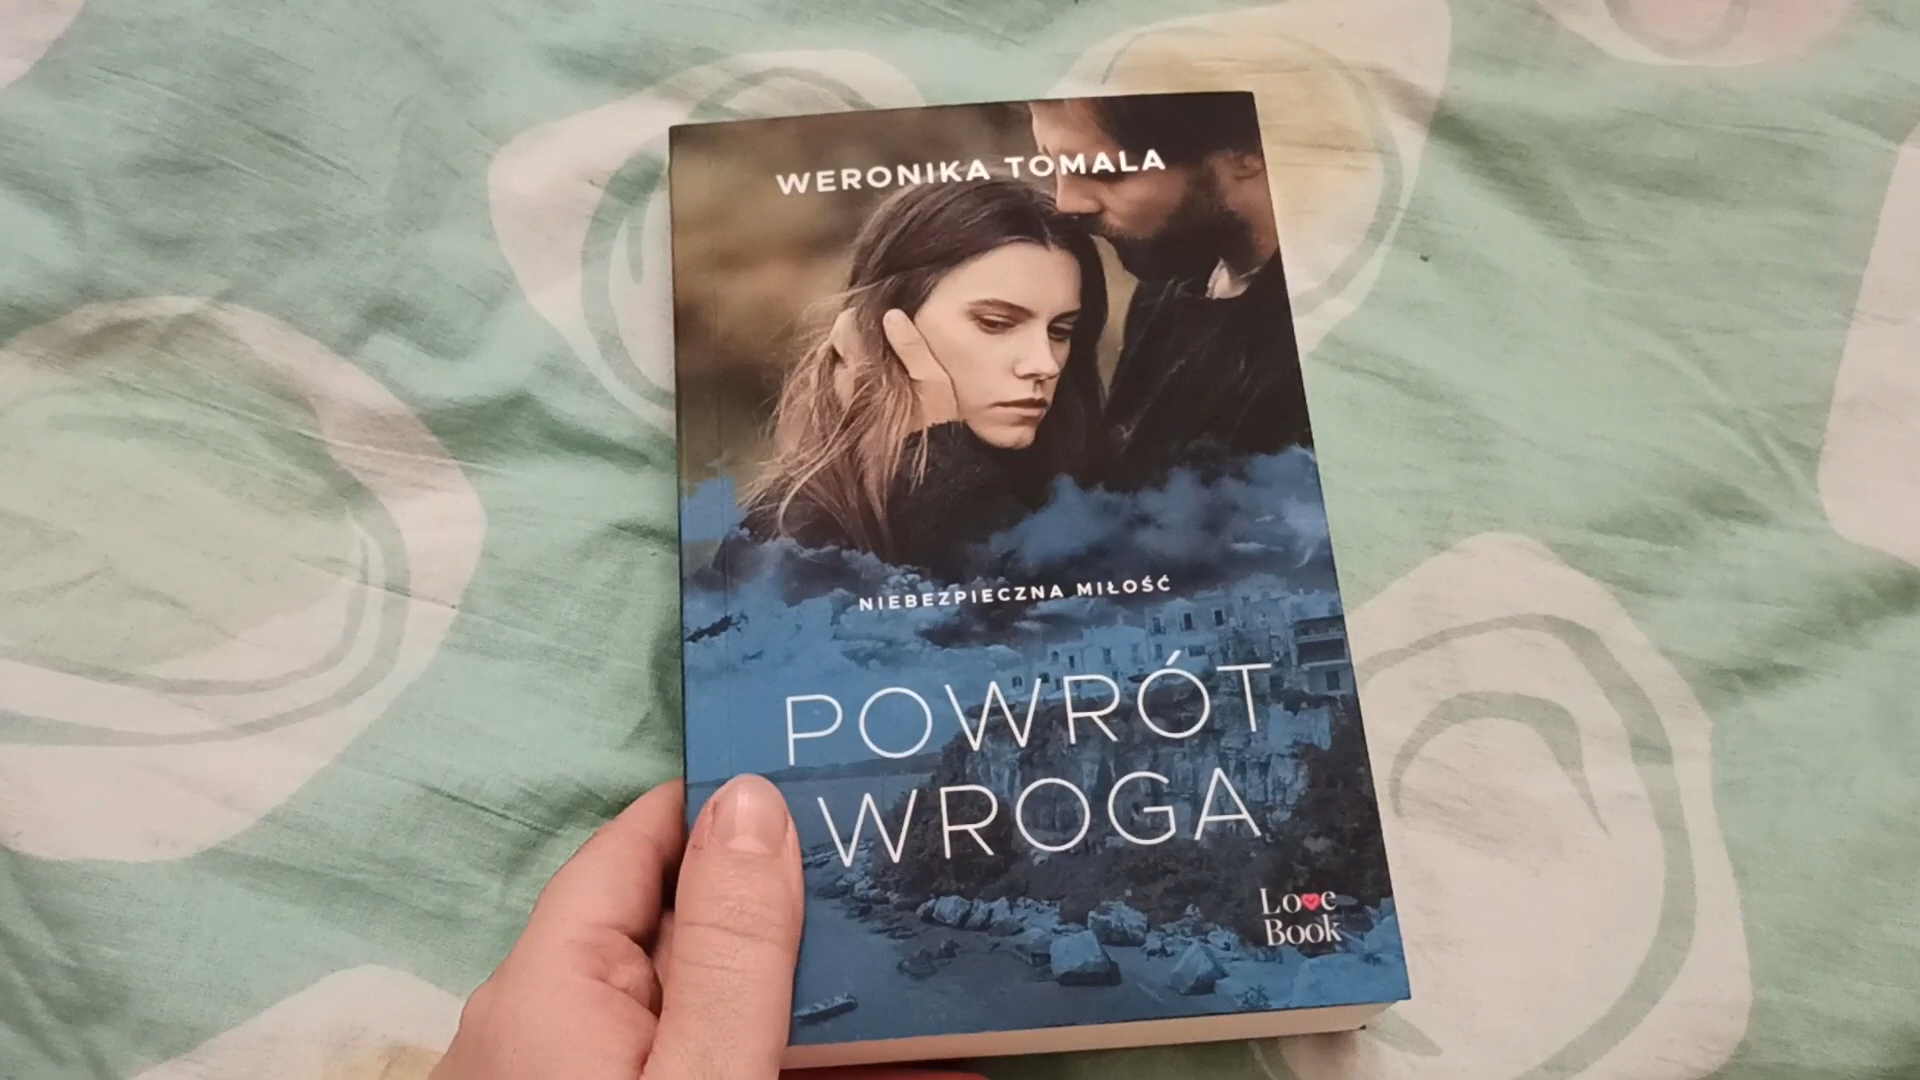 WERONIKA TOMALA
NIEBEZPIECZNA MIŁOŚĆ
POWRÓT
WROGA
Love
Book